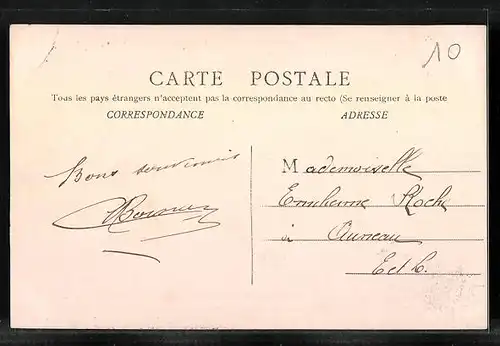 10
CARTE POSTALE
Tous les pays étrangers n'acceptent pas la correspondance au recto (Se renseigner à la poste
CORRESPONDANCE
ADRESSE
Bons souvenirs
Mademoiselle
Roche
à Auneau
E et L.